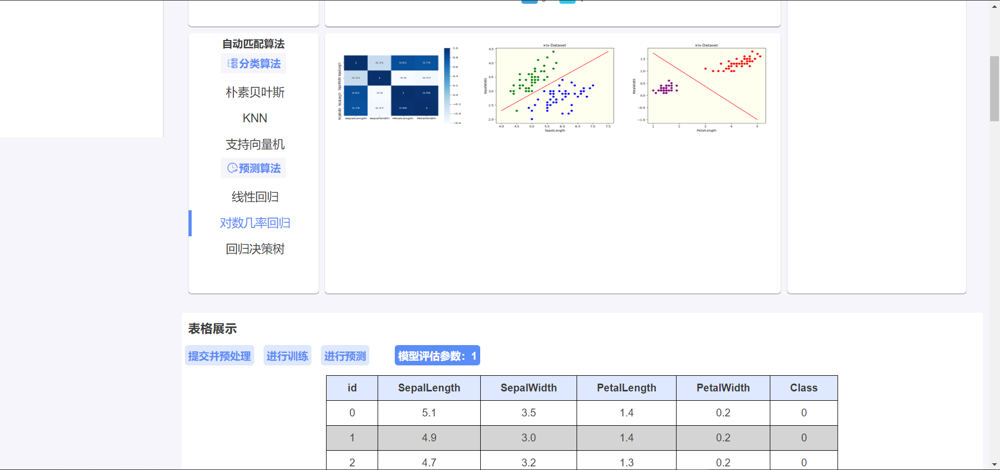 自动匹配算法
分类算法
朴素贝叶斯
KNN
支持向量机
预测算法
线性回归
对数几率回归
回归决策树
SepalLength
SepalWidth
PetalLength
PetalWidth
1 -0.21 0.81 0.79
-0.21 1 -0.6 -0.57
0.81 -0.6 1 0.96
0.79 -0.57 0.96 1
SepalLength SepalWidth PetalLength PetalWidth
1.0
0.8
0.6
0.4
0.2
0.0
−0.2
−0.4
−0.6
iris-Dataset
SepalWidth
4.5
4.0
3.5
3.0
2.5
2.0
4.0 4.5 5.0 5.5 6.0 6.5 7.0 7.5
SepalLength
iris-Dataset
PetalWidth
1.5
1.0
0.5
0.0
−0.5
−1.0
1 2 3 4 5
PetalLength
表格展示
提交并预处理 进行训练 进行预测 模型评估参数：1
id SepalLength SepalWidth PetalLength PetalWidth Class
0 5.1 3.5 1.4 0.2 0
1 4.9 3.0 1.4 0.2 0
2 4.7 3.2 1.3 0.2 0